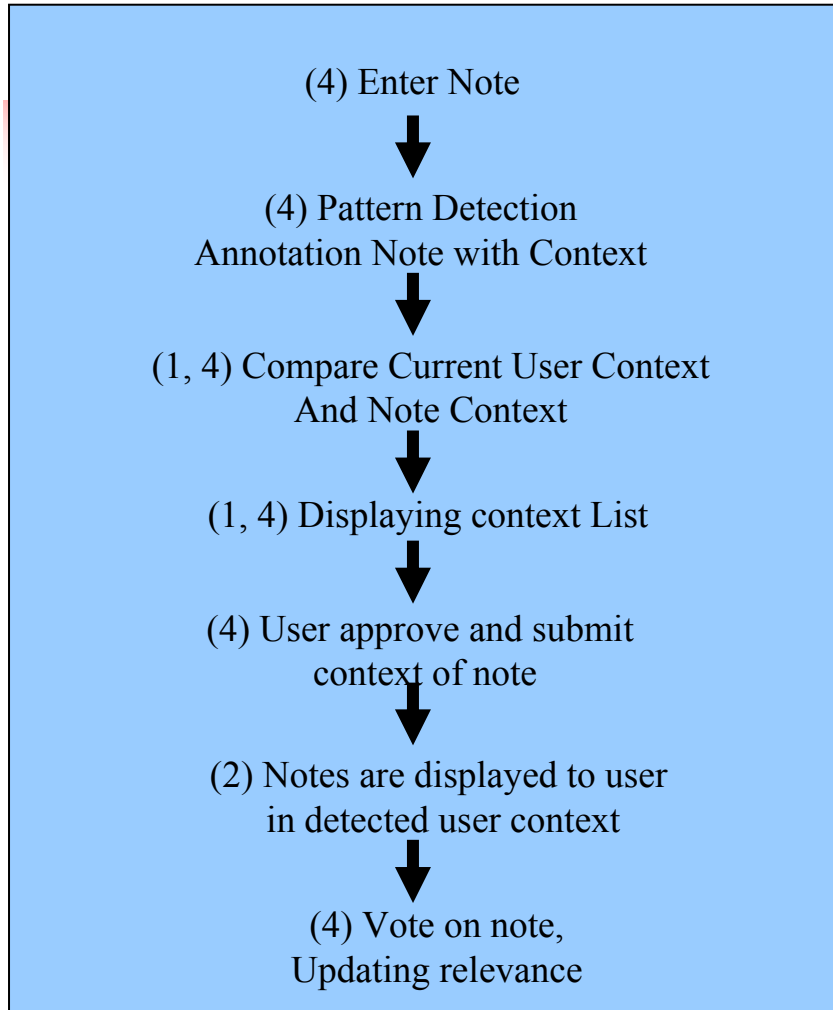 (4) Enter Note
(4) Pattern Detection
Annotation Note with Context
(1, 4) Compare Current User Context
And Note Context
(1, 4) Displaying context List
(4) User approve and submit
context of note
(2) Notes are displayed to user
in detected user context
(4) Vote on note,
Updating relevance